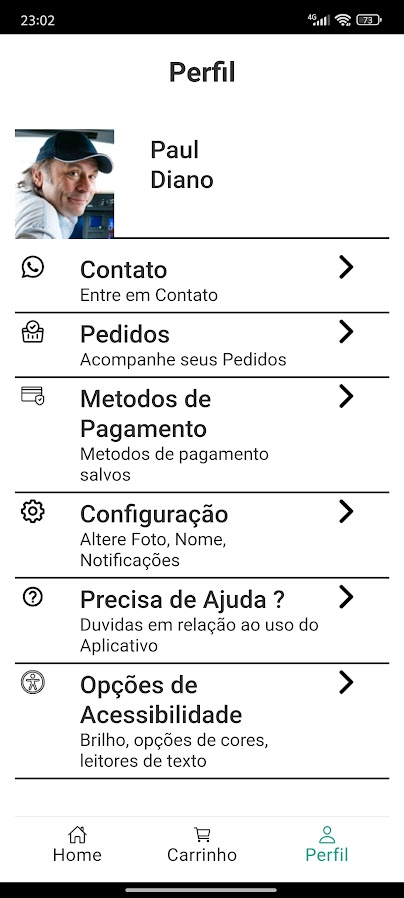 23:02
4G
73
Perfil
Paul
Diano
Contato
Entre em Contato
Pedidos
Acompanhe seus Pedidos
Metodos de
Pagamento
Metodos de pagamento
salvos
Configuração
Altere Foto, Nome,
Notificações
Precisa de Ajuda ?
Duvidas em relação ao uso do
Aplicativo
Opções de
Acessibilidade
Brilho, opções de cores,
leitores de texto
Home
Carrinho
Perfil